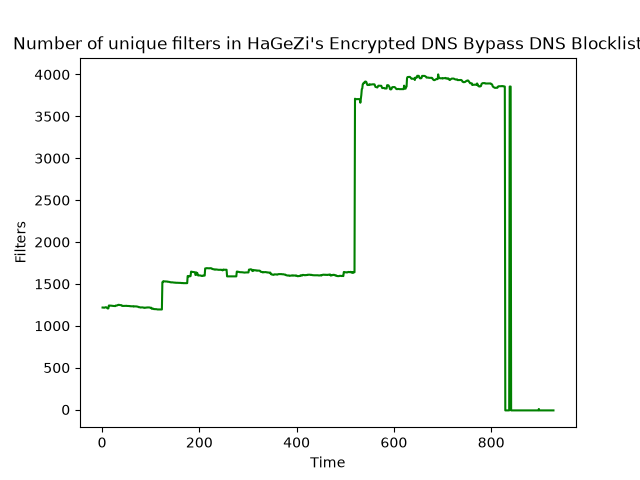 Number of unique filters in HaGeZi's Encrypted DNS Bypass DNS Blocklist
4000
3500
3000
2500
2000
1500
1000
500
0
Filters
0 200 400 600 800
Time